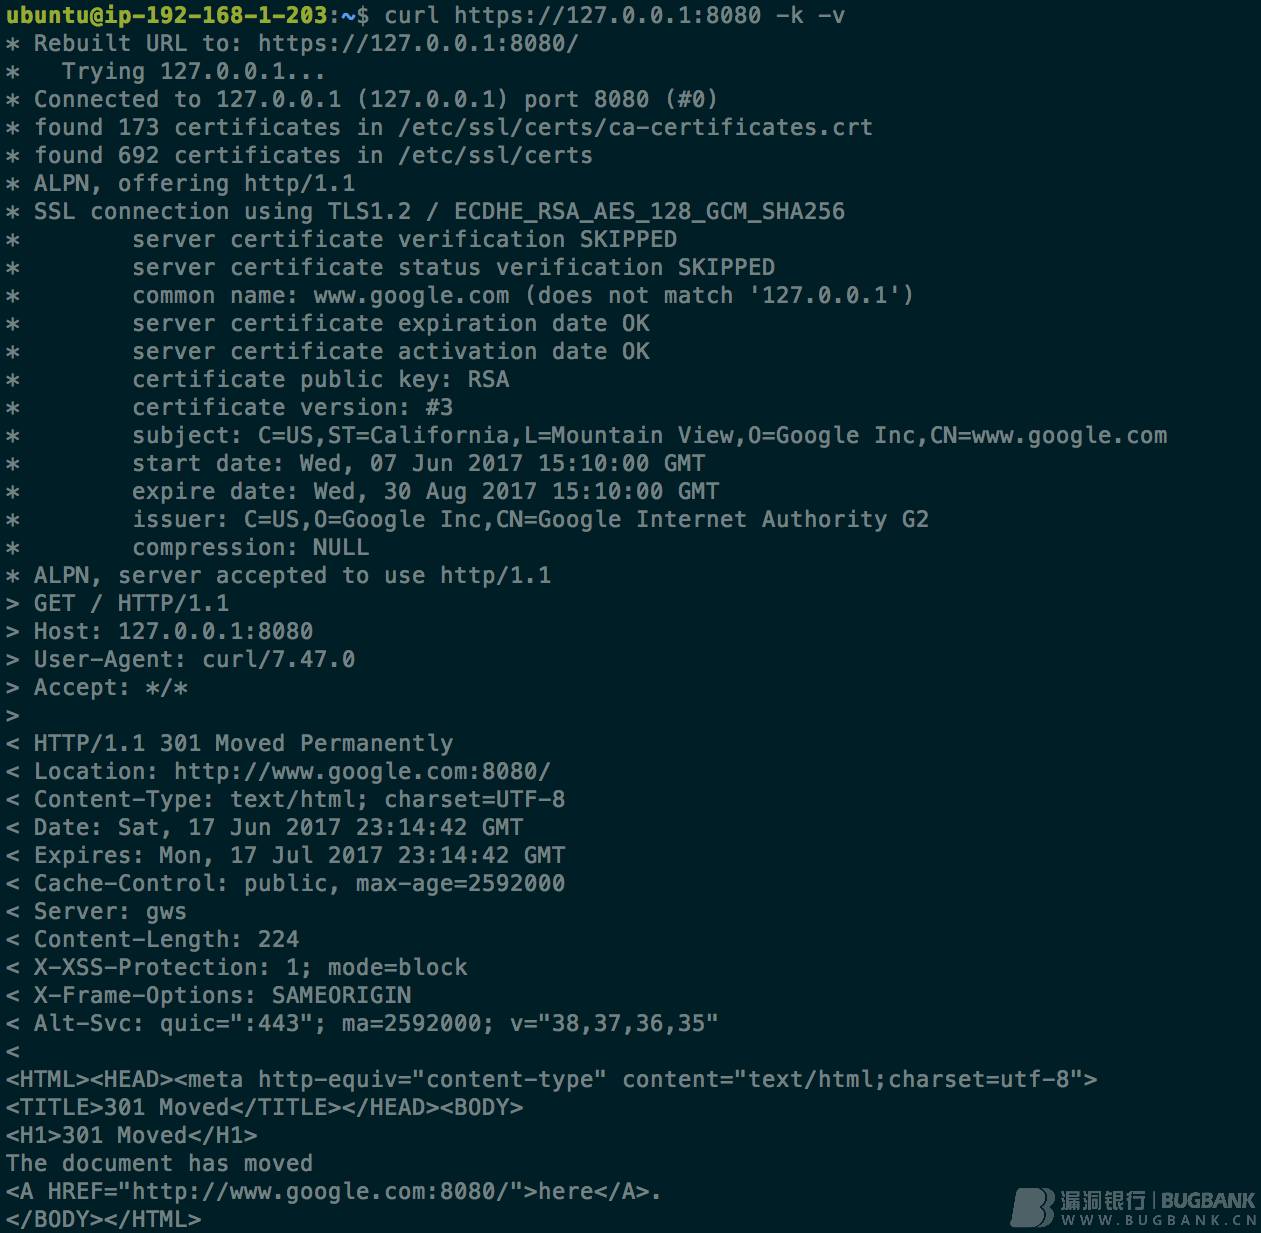 ubuntu@ip-192-168-1-203:~$ curl https://127.0.0.1:8080 -k -v
* Rebuilt URL to: https://127.0.0.1:8080/
*   Trying 127.0.0.1...
* Connected to 127.0.0.1 (127.0.0.1) port 8080 (#0)
* found 173 certificates in /etc/ssl/certs/ca-certificates.crt
* found 692 certificates in /etc/ssl/certs
* ALPN, offering http/1.1
* SSL connection using TLS1.2 / ECDHE_RSA_AES_128_GCM_SHA256
*        server certificate verification SKIPPED
*        server certificate status verification SKIPPED
*        common name: www.google.com (does not match '127.0.0.1')
*        server certificate expiration date OK
*        server certificate activation date OK
*        certificate public key: RSA
*        certificate version: #3
*        subject: C=US,ST=California,L=Mountain View,O=Google Inc,CN=www.google.com
*        start date: Wed, 07 Jun 2017 15:10:00 GMT
*        expire date: Wed, 30 Aug 2017 15:10:00 GMT
*        issuer: C=US,O=Google Inc,CN=Google Internet Authority G2
*        compression: NULL
* ALPN, server accepted to use http/1.1
> GET / HTTP/1.1
> Host: 127.0.0.1:8080
> User-Agent: curl/7.47.0
> Accept: */*
>
< HTTP/1.1 301 Moved Permanently
< Location: http://www.google.com:8080/
< Content-Type: text/html; charset=UTF-8
< Date: Sat, 17 Jun 2017 23:14:42 GMT
< Expires: Mon, 17 Jul 2017 23:14:42 GMT
< Cache-Control: public, max-age=2592000
< Server: gws
< Content-Length: 224
< X-XSS-Protection: 1; mode=block
< X-Frame-Options: SAMEORIGIN
< Alt-Svc: quic=":443"; ma=2592000; v="38,37,36,35"
<
<HTML><HEAD><meta http-equiv="content-type" content="text/html;charset=utf-8">
<TITLE>301 Moved</TITLE></HEAD><BODY>
<H1>301 Moved</H1>
The document has moved
<A HREF="http://www.google.com:8080/">here</A>.
</BODY></HTML>
漏洞银行 | BUGBANK
WWW.BUGBANK.CN